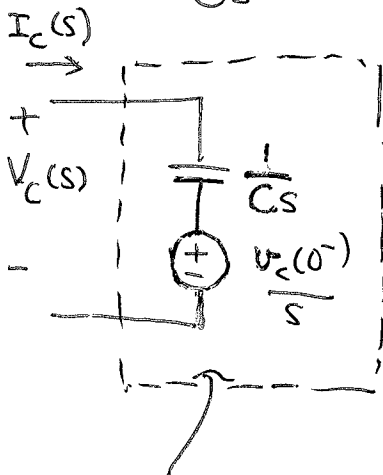 I_C(S)
+
V_C(S)
-
1/CS
+
-
v_c(0⁻)/S